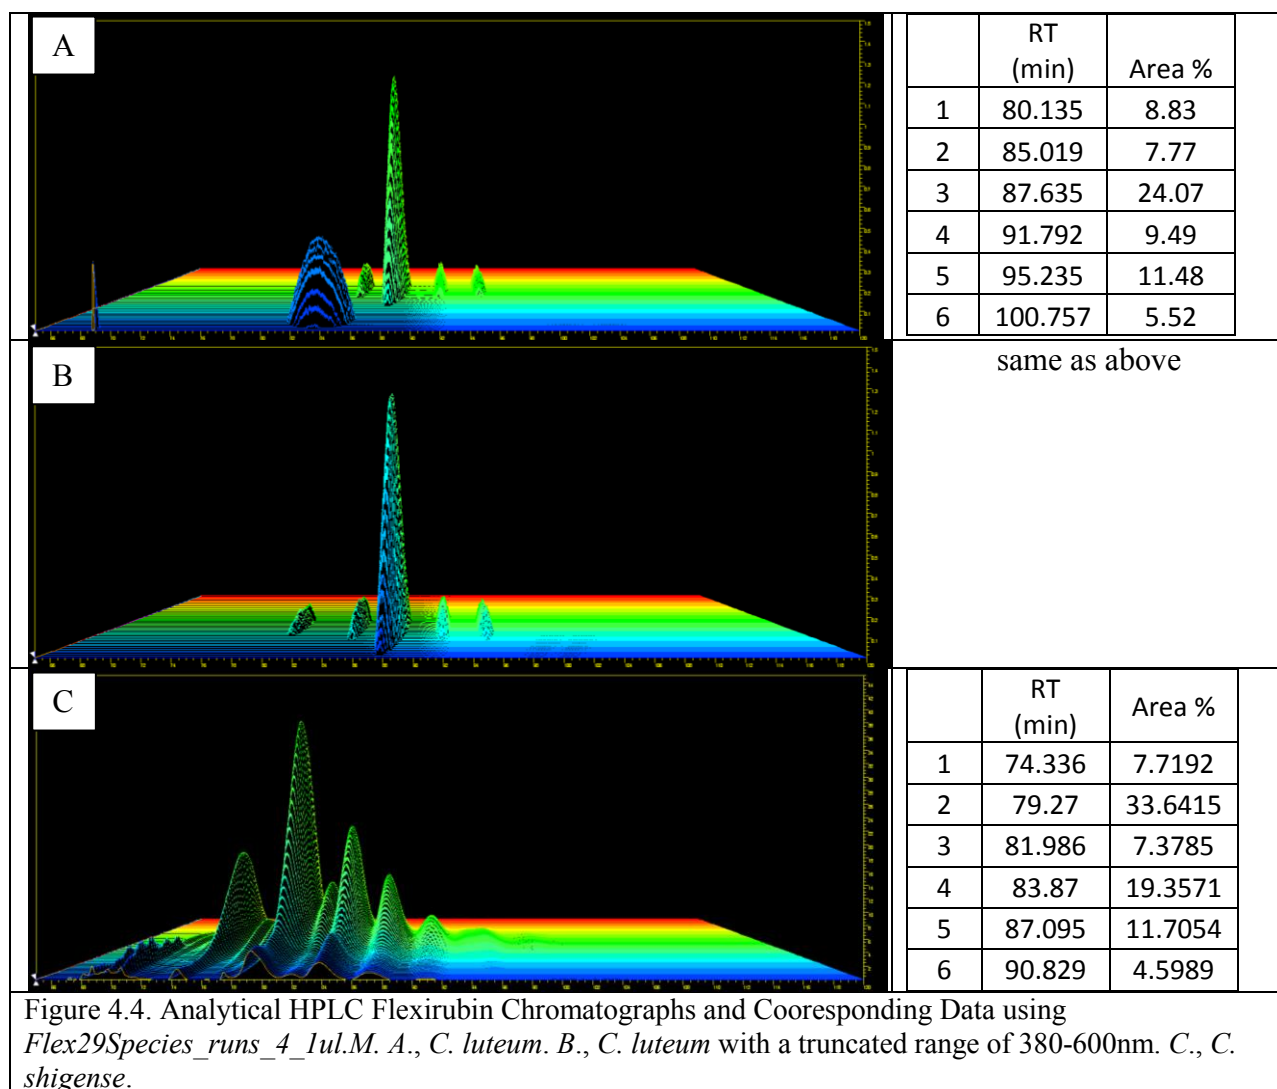 A
RT
(min) Area %
1 80.135 8.83
2 85.019 7.77
3 87.635 24.07
4 91.792 9.49
5 95.235 11.48
6 100.757 5.52
B
same as above
C
RT
(min) Area %
1 74.336 7.7192
2 79.27 33.6415
3 81.986 7.3785
4 83.87 19.3571
5 87.095 11.7054
6 90.829 4.5989
Figure 4.4. Analytical HPLC Flexirubin Chromatographs and Cooresponding Data using
Flex29Species_runs_4_1ul.M. A., C. luteum. B., C. luteum with a truncated range of 380-600nm. C., C.
shigense.